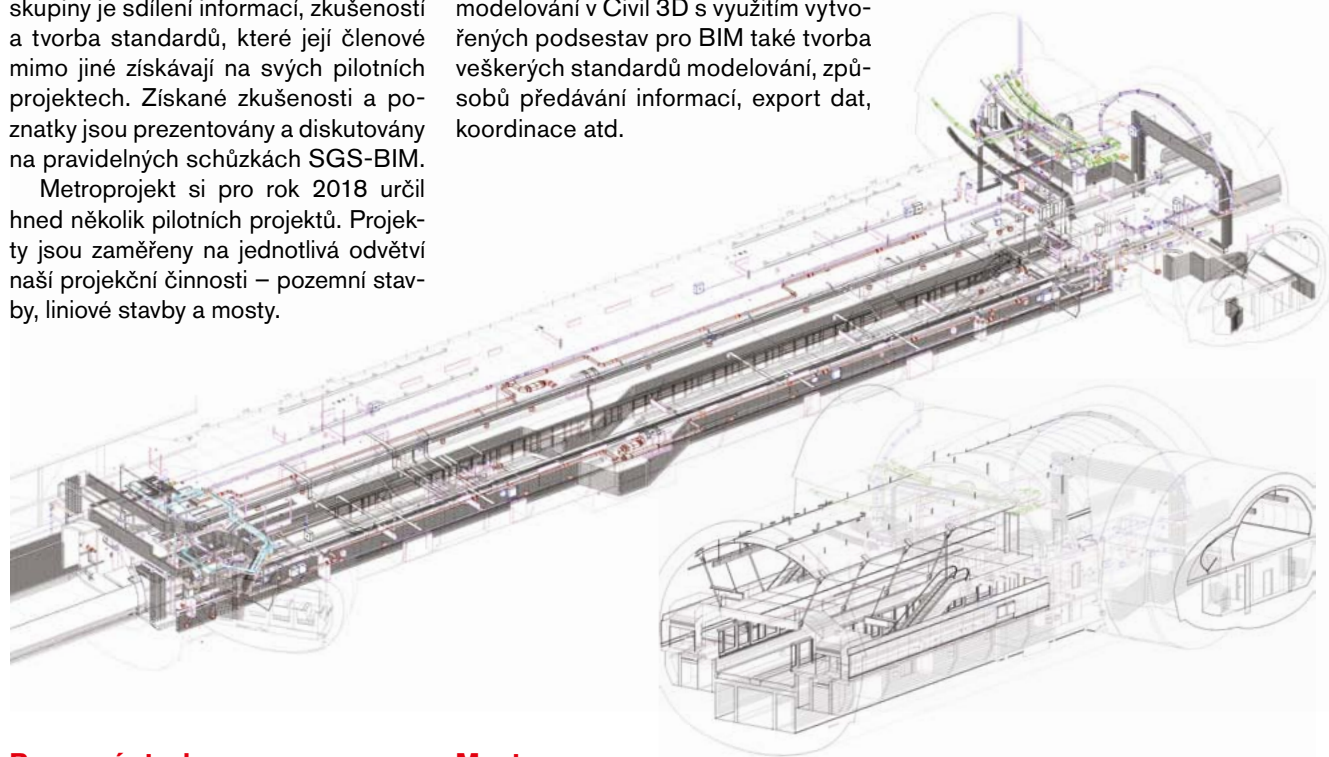 skupiny je sdílení informací, zkušeností
a tvorba standardů, které její členové
mimo jiné získávají na svých pilotních
projektech. Získané zkušenosti a po-
znatky jsou prezentovány a diskutovány
na pravidelných schůzkách SGS-BIM.
Metroprojekt si pro rok 2018 určil
hned několik pilotních projektů. Projek-
ty jsou zaměřeny na jednotlivá odvětví
naší projekční činnosti – pozemní stav-
by, liniové stavby a mosty.
modelování v Civil 3D s využitím vytvo-
řených podsestav pro BIM také tvorba
veškerých standardů modelování, způ-
sobů předávání informací, export dat,
koordinace atd.